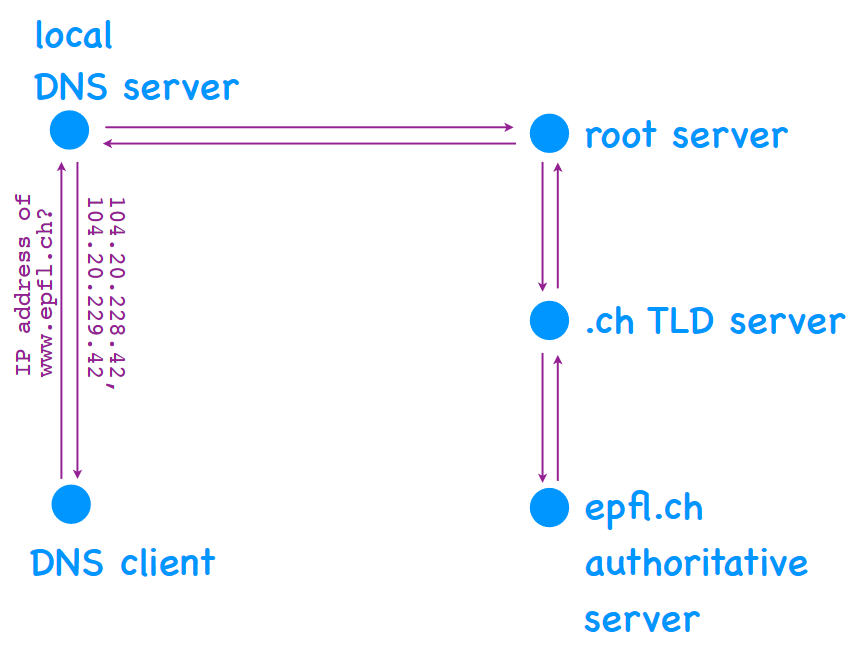 local
DNS server
root server
IP address of
www.epfl.ch?
104.20.228.42,
104.20.229.42
.ch TLD server
epfl.ch
authoritative
server
DNS client